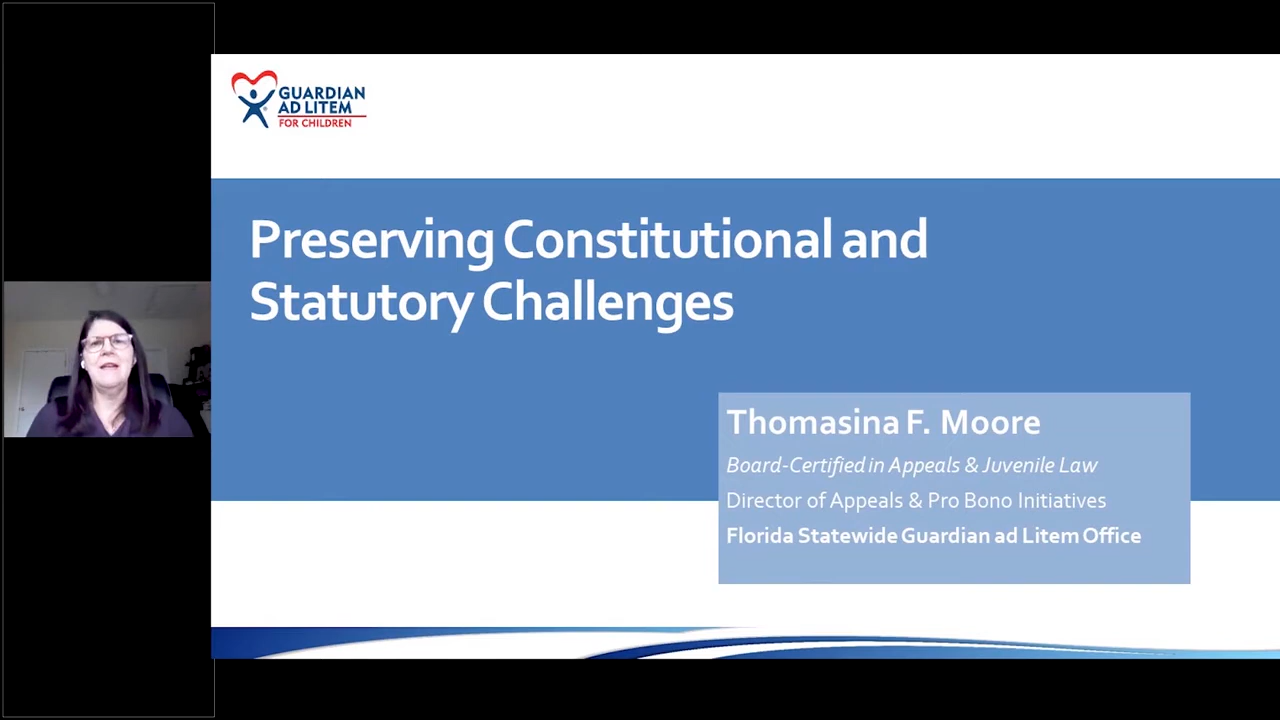 GUARDIAN
AD LITEM
FOR CHILDREN
Preserving Constitutional and
Statutory Challenges
Thomasina F. Moore
Board-Certified in Appeals & Juvenile Law
Director of Appeals & Pro Bono Initiatives
Florida Statewide Guardian ad Litem Office